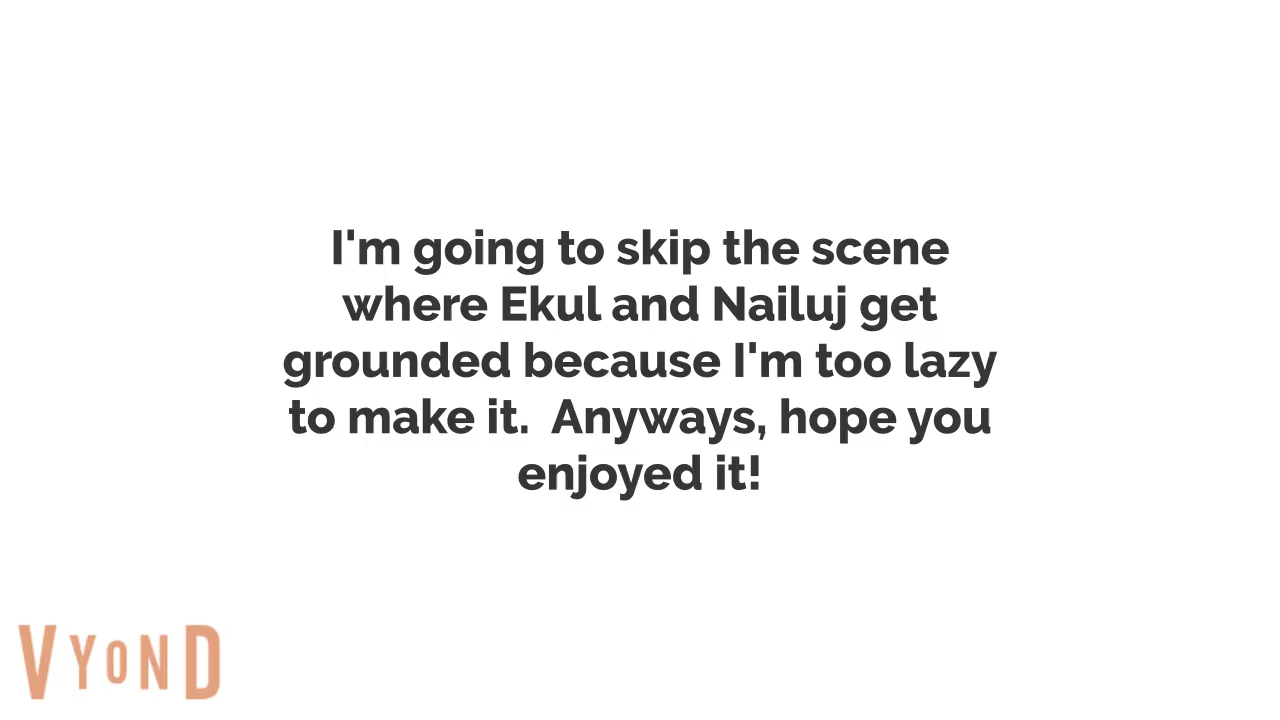 I'm going to skip the scene
where Ekul and Nailuj get
grounded because I'm too lazy
to make it.  Anyways, hope you
enjoyed it!
VYOND